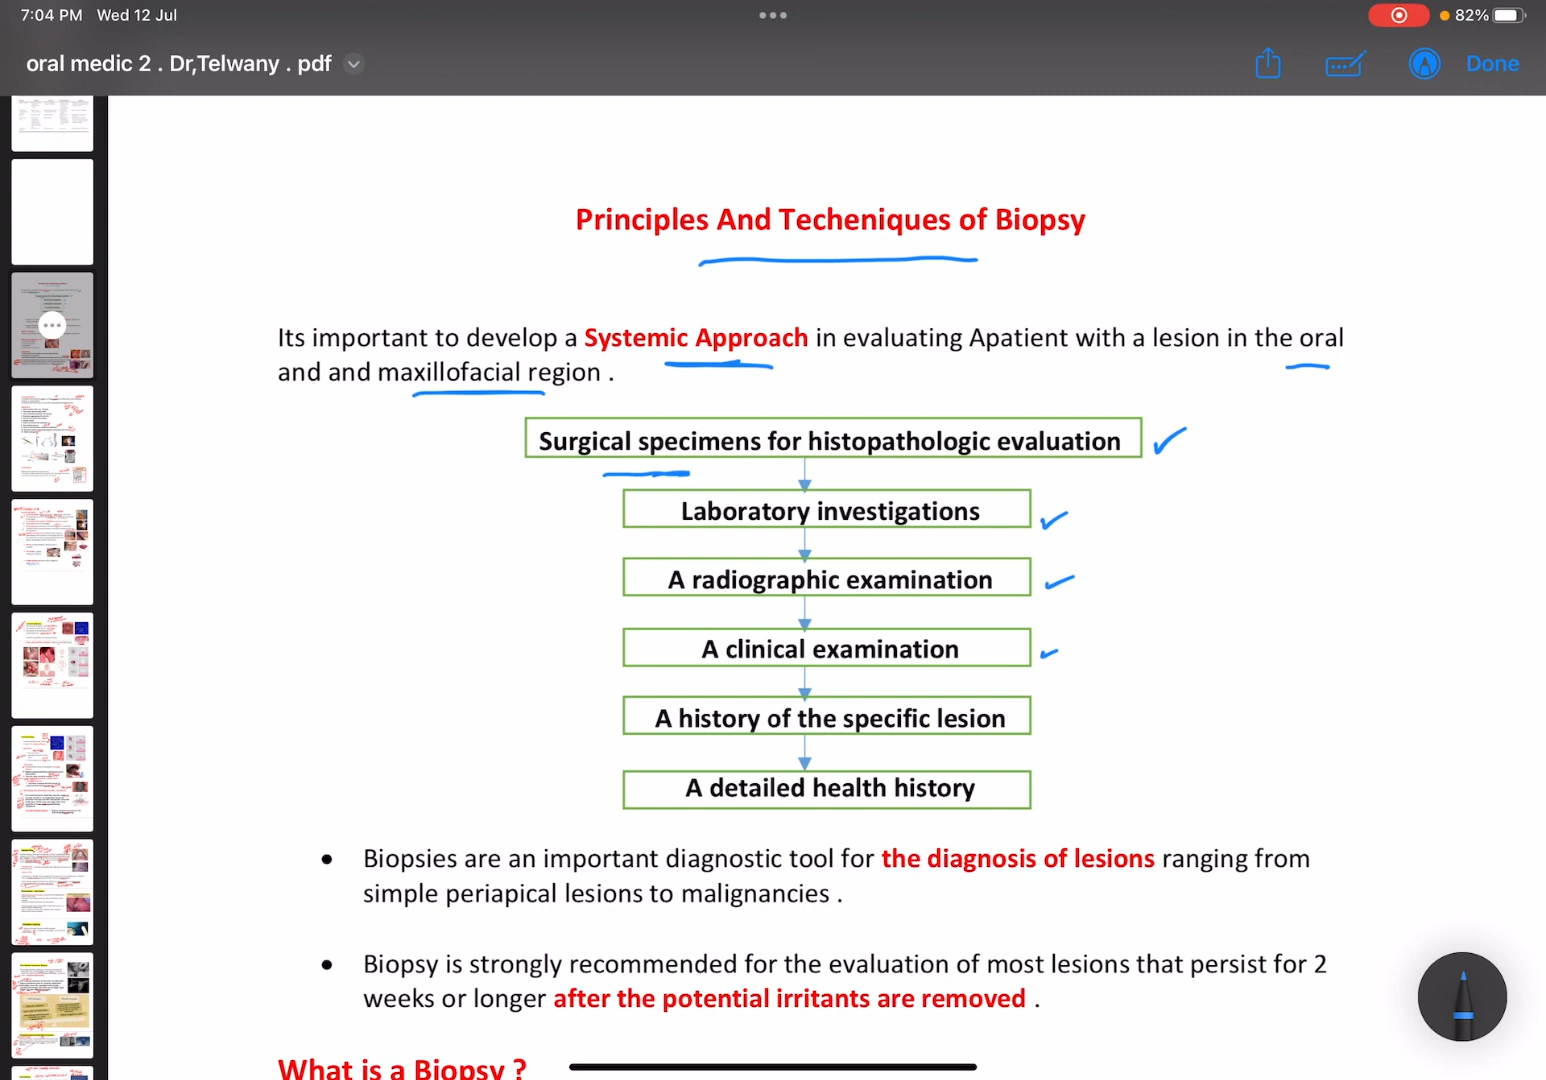 7:04 PM Wed 12 Jul
82%
oral medic 2 . Dr,Telwany . pdf
Done
Principles And Techeniques of Biopsy
Its important to develop a Systemic Approach in evaluating Apatient with a lesion in the oral
and and maxillofacial region .
Surgical specimens for histopathologic evaluation
Laboratory investigations
A radiographic examination
A clinical examination
A history of the specific lesion
A detailed health history
• Biopsies are an important diagnostic tool for the diagnosis of lesions ranging from
simple periapical lesions to malignancies .
• Biopsy is strongly recommended for the evaluation of most lesions that persist for 2
weeks or longer after the potential irritants are removed .
What is a Biopsy ?